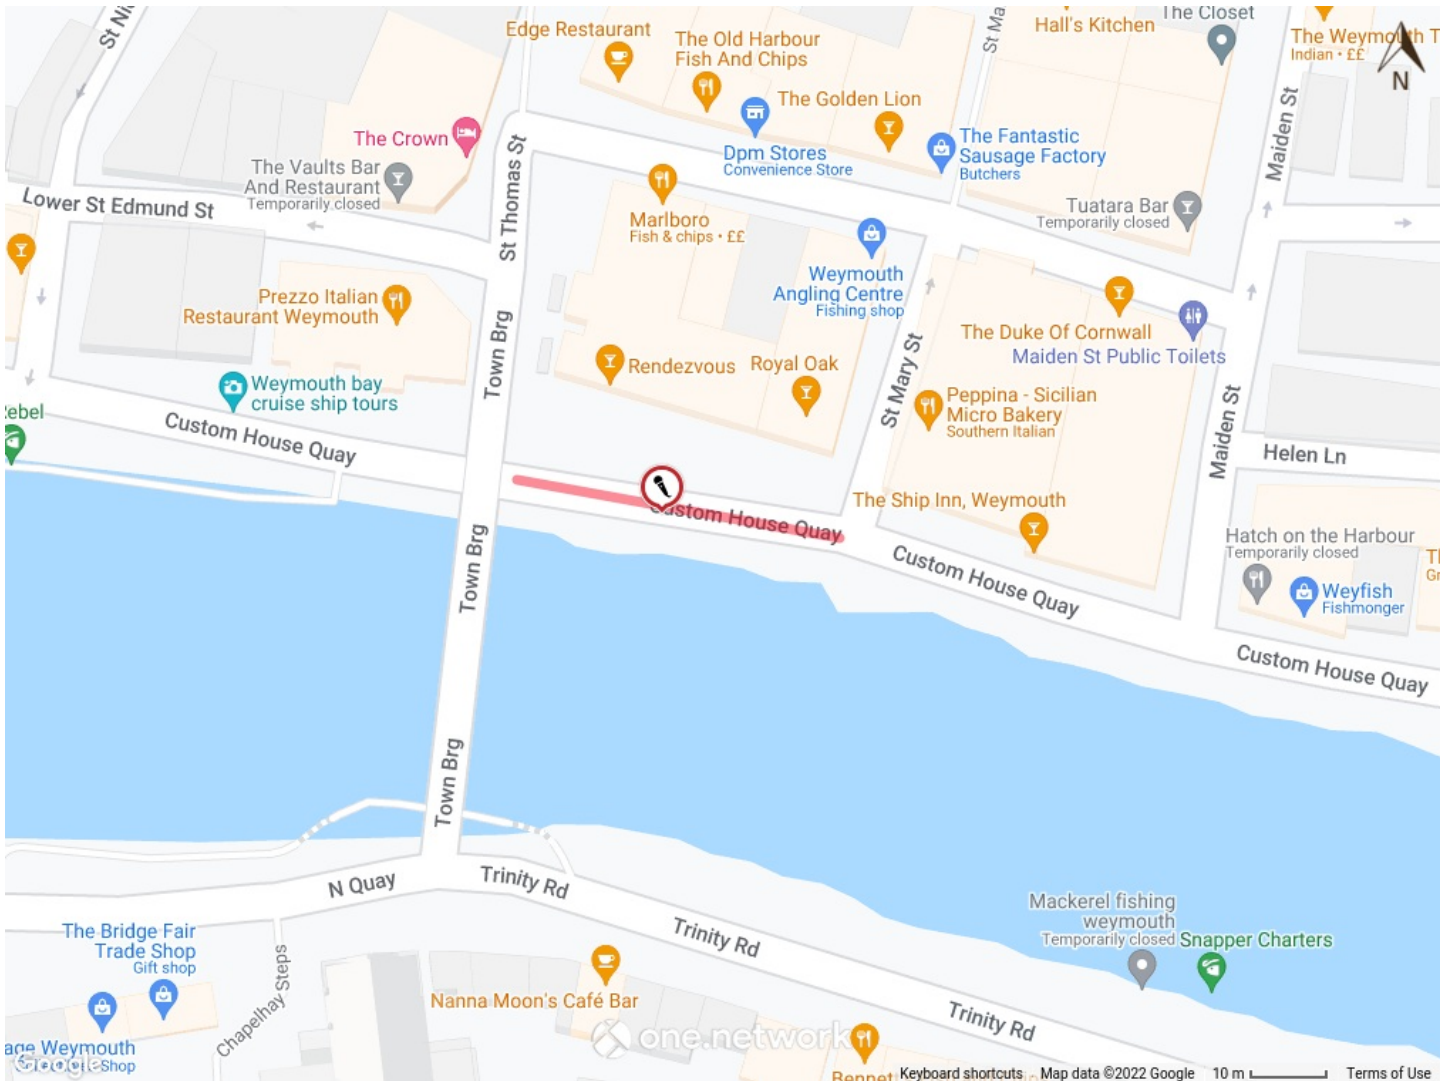 St Ni
Edge Restaurant
The Old Harbour
Fish And Chips
Hall's Kitchen
The Closet
The Weymouth T
Indian • ££
N
The Golden Lion
The Crown
Dpm Stores
Convenience Store
The Fantastic
Sausage Factory
Butchers
St Ma
Maiden St
The Vaults Bar
And Restaurant
Temporarily closed
Lower St Edmund St
St Thomas St
Marlboro
Fish & chips • ££
Tuatara Bar
Temporarily closed
Weymouth
Angling Centre
Fishing shop
Prezzo Italian
Restaurant Weymouth
Town Brg
Rendezvous
Royal Oak
St Mary St
The Duke Of Cornwall
Maiden St Public Toilets
Weymouth bay
cruise ship tours
Peppina - Sicilian
Micro Bakery
Southern Italian
Maiden St
Helen Ln
Rebel
Custom House Quay
Custom House Quay
The Ship Inn, Weymouth
Custom House Quay
Hatch on the Harbour
Temporarily closed
Weyfish
Fishmonger
Custom House Quay
Town Brg
Town Brg
N Quay
Trinity Rd
Trinity Rd
Trinity Rd
The Bridge Fair
Trade Shop
Gift shop
Chapelhay Steps
Nanna Moon's Café Bar
Mackerel fishing
weymouth
Temporarily closed
Snapper Charters
age Weymouth
Shop
Google
one.network
Bennet
Keyboard shortcuts
Map data ©2022 Google
10 m
Terms of Use